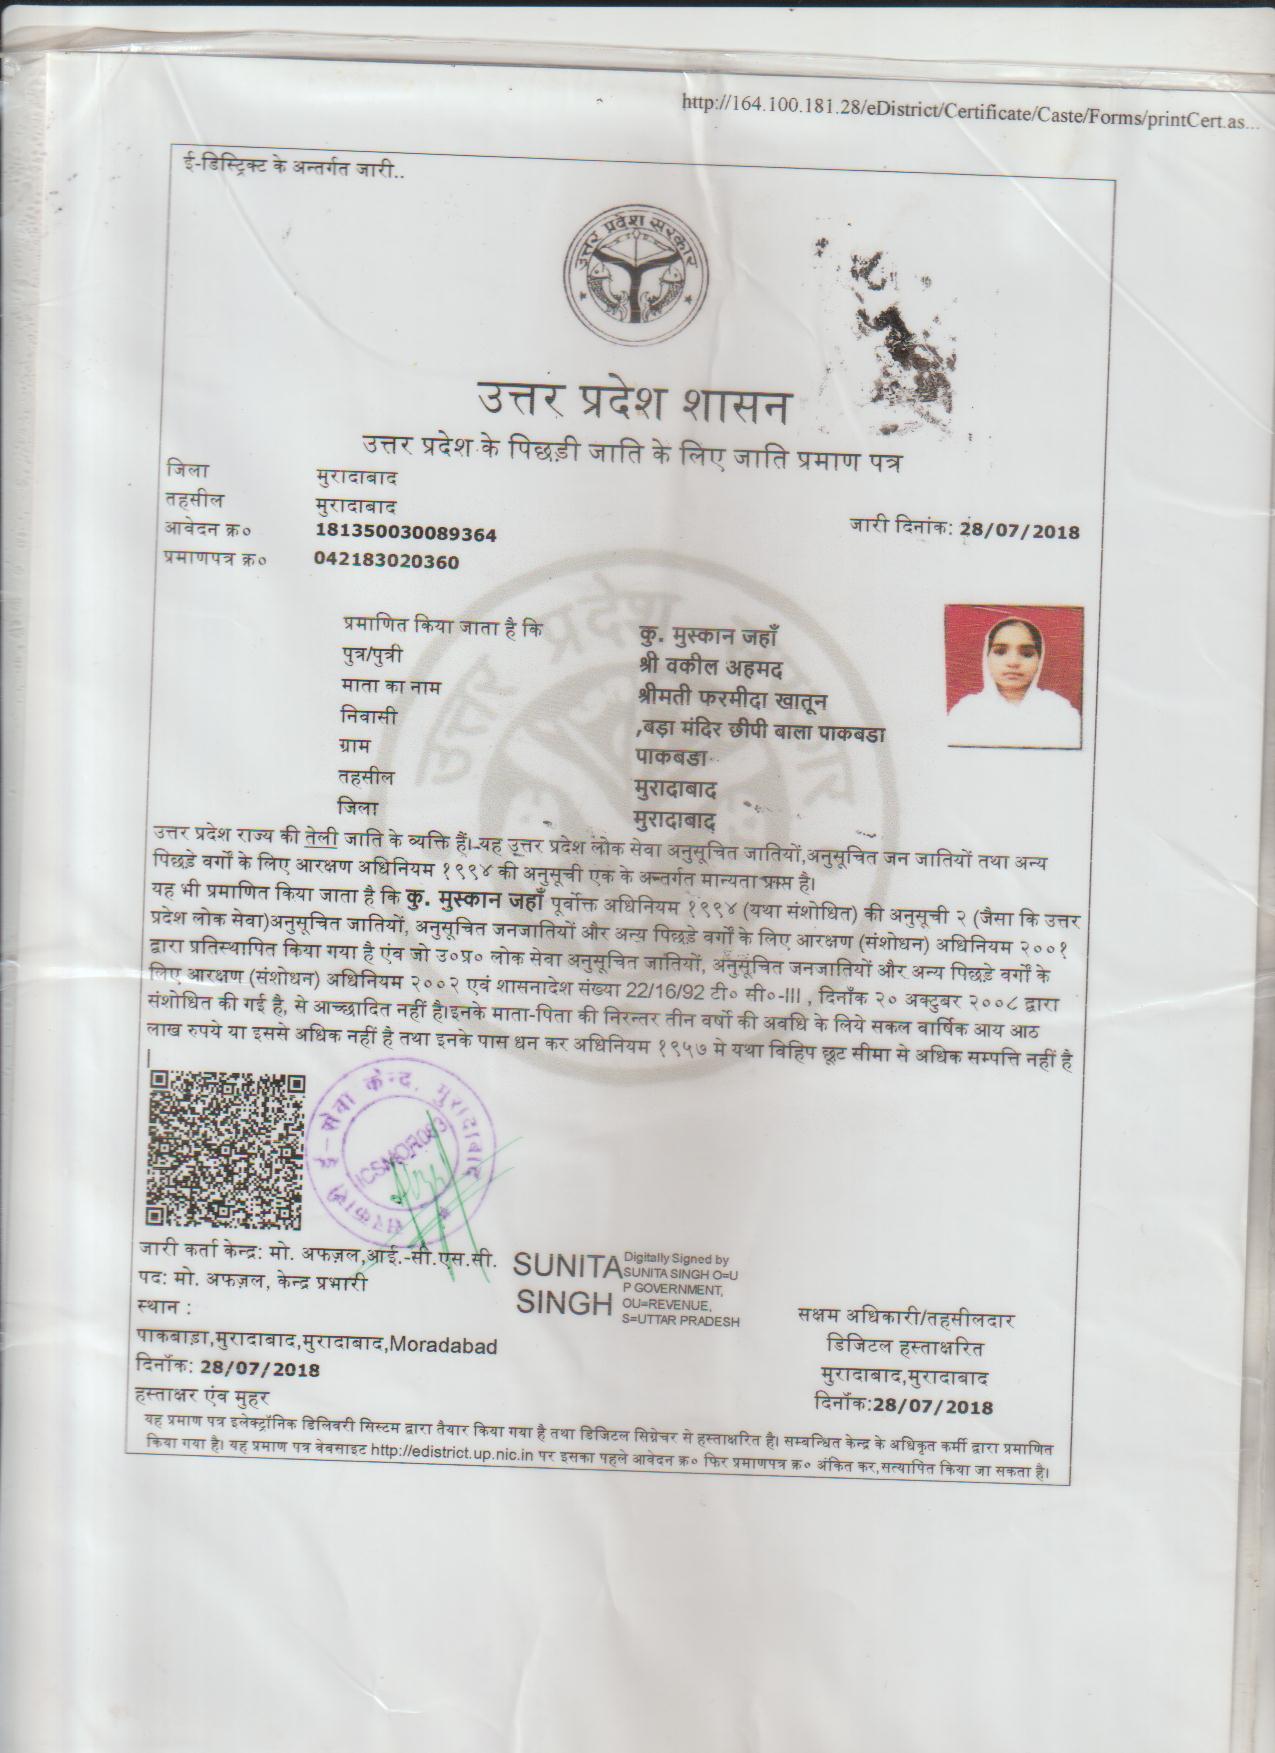 http://164.100.181.28/eDistrict/Certificate/Caste/Forms/printCert.as...
ई-डिस्ट्रिक्ट के अन्तर्गत जारी..
उत्तर प्रदेश सरकार
उत्तर प्रदेश शासन
उत्तर प्रदेश के पिछड़ी जाति के लिए जाति प्रमाण पत्र
जिला मुरादाबाद
तहसील मुरादाबाद
आवेदन क्र० 181350030089364 जारी दिनांक: 28/07/2018
प्रमाणपत्र क्र० 042183020360
प्रमाणित किया जाता है कि कु. मुस्कान जहाँ
पुत्र/पुत्री श्री वकील अहमद
माता का नाम श्रीमती फरमीदा खातून
निवासी ,बड़ा मंदिर छीपी बाला पाकबडा
ग्राम पाकबडा
तहसील मुरादाबाद
जिला मुरादाबाद
उत्तर प्रदेश राज्य की तेली जाति के व्यक्ति हैं। यह उत्तर प्रदेश लोक सेवा अनुसूचित जातियों,अनुसूचित जन जातियों तथा अन्य
पिछड़े वर्गों के लिए आरक्षण अधिनियम १९९४ की अनुसूची एक के अन्तर्गत मान्यता प्राप्त है।
यह भी प्रमाणित किया जाता है कि कु. मुस्कान जहाँ पूर्वोक्त अधिनियम १९९४ (यथा संशोधित) की अनुसूची २ (जैसा कि उत्तर
प्रदेश लोक सेवा)अनुसूचित जातियों, अनुसूचित जनजातियों और अन्य पिछड़े वर्गों के लिए आरक्षण (संशोधन) अधिनियम २००१
द्वारा प्रतिस्थापित किया गया है एंव जो उ०प्र० लोक सेवा अनुसूचित जातियों, अनुसूचित जनजातियों और अन्य पिछड़े वर्गों के
लिए आरक्षण (संशोधन) अधिनियम २००२ एवं शासनादेश संख्या 22/16/92 टी० सी०-III , दिनाँक २० अक्टुबर २००८ द्वारा
संशोधित की गई है, से आच्छादित नहीं है।इनके माता-पिता की निरन्तर तीन वर्षो की अवधि के लिये सकल वार्षिक आय आठ
लाख रुपये या इससे अधिक नहीं है तथा इनके पास धन कर अधिनियम १९५७ मे यथा विहिप छूट सीमा से अधिक सम्पत्ति नहीं है
|
सरकारी ई-सेवा केन्द्र, मुरादाबाद
ICSMOR003
जारी कर्ता केन्द्र: मो. अफज़ल,आई.-सी.एस.सी.
पद: मो. अफज़ल, केन्द्र प्रभारी
स्थान :
पाकबाड़ा,मुरादाबाद,मुरादाबाद,Moradabad
दिनाँक: 28/07/2018
हस्ताक्षर एंव मुहर
SUNITA
SINGH
Digitally Signed by
SUNITA SINGH O=U
P GOVERNMENT,
OU=REVENUE,
S=UTTAR PRADESH
सक्षम अधिकारी/तहसीलदार
डिजिटल हस्ताक्षरित
मुरादाबाद,मुरादाबाद
दिनाँक:28/07/2018
यह प्रमाण पत्र इलेक्ट्रॉनिक डिलिवरी सिस्टम द्वारा तैयार किया गया है तथा डिजिटल सिग्नेचर से हस्ताक्षरित है। सम्बन्धित केन्द्र के अधिकृत कर्मी द्वारा प्रमाणित
किया गया है। यह प्रमाण पत्र वेबसाइट http://edistrict.up.nic.in पर इसका पहले आवेदन क्र० फिर प्रमाणपत्र क्र० अंकित कर,सत्यापित किया जा सकता है।